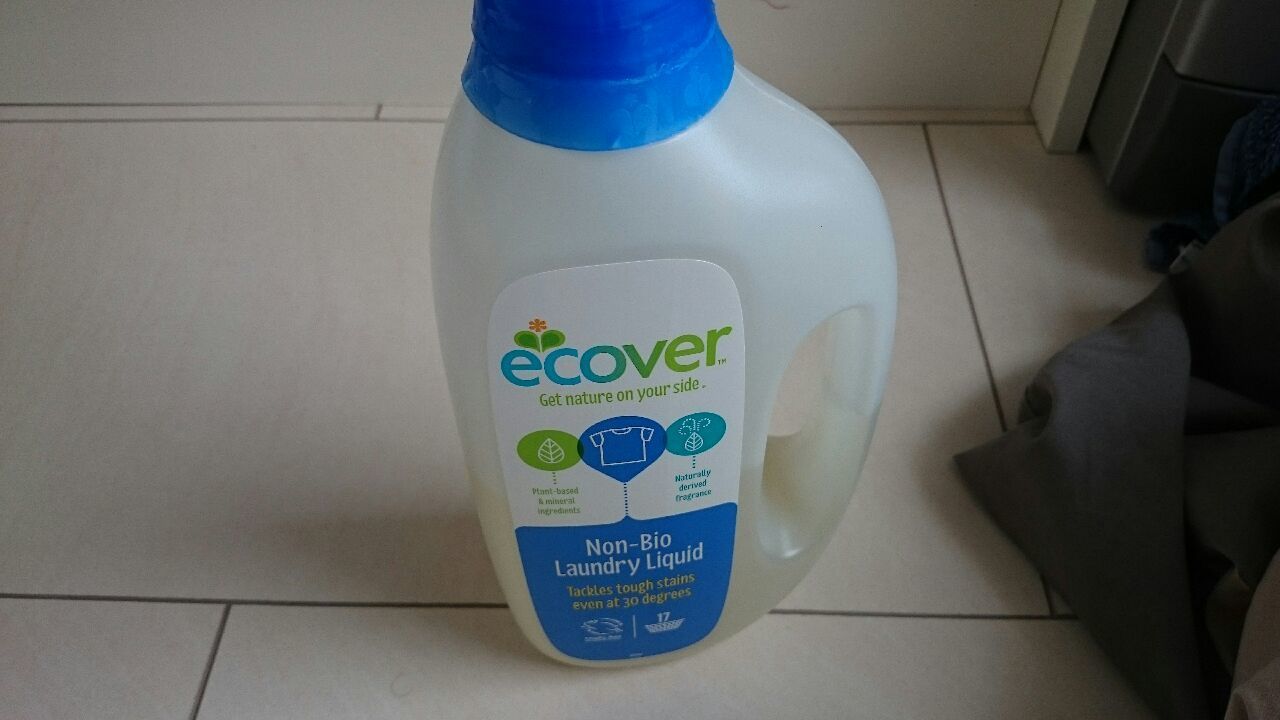 ecover™
Get nature on your side.
Plant-based
& mineral
ingredients
Naturally
derived
fragrance
Non-Bio
Laundry Liquid
Tackles tough stains
even at 30 degrees
17